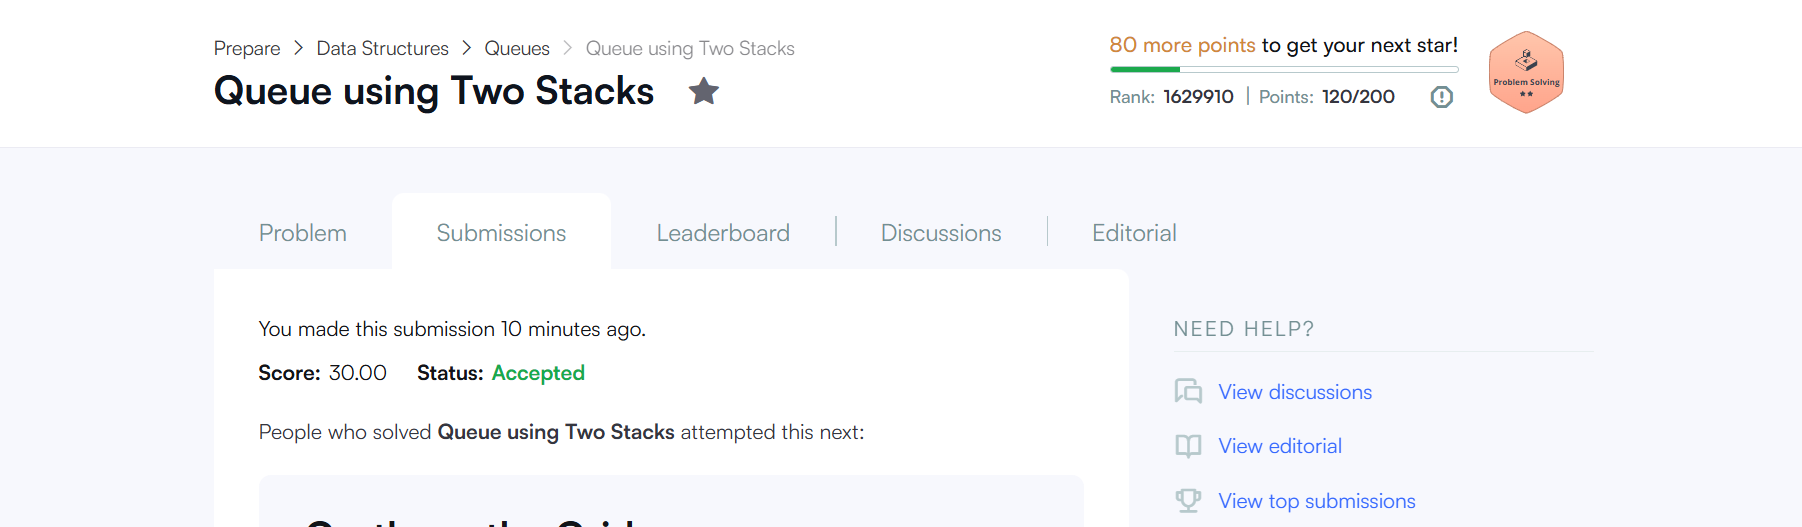 Prepare > Data Structures > Queues > Queue using Two Stacks
Queue using Two Stacks
80 more points to get your next star!
Rank: 1629910 | Points: 120/200
Problem Solving
Problem
Submissions
Leaderboard
Discussions
Editorial
You made this submission 10 minutes ago.
Score: 30.00 Status: Accepted
People who solved Queue using Two Stacks attempted this next:
NEED HELP?
View discussions
View editorial
View top submissions